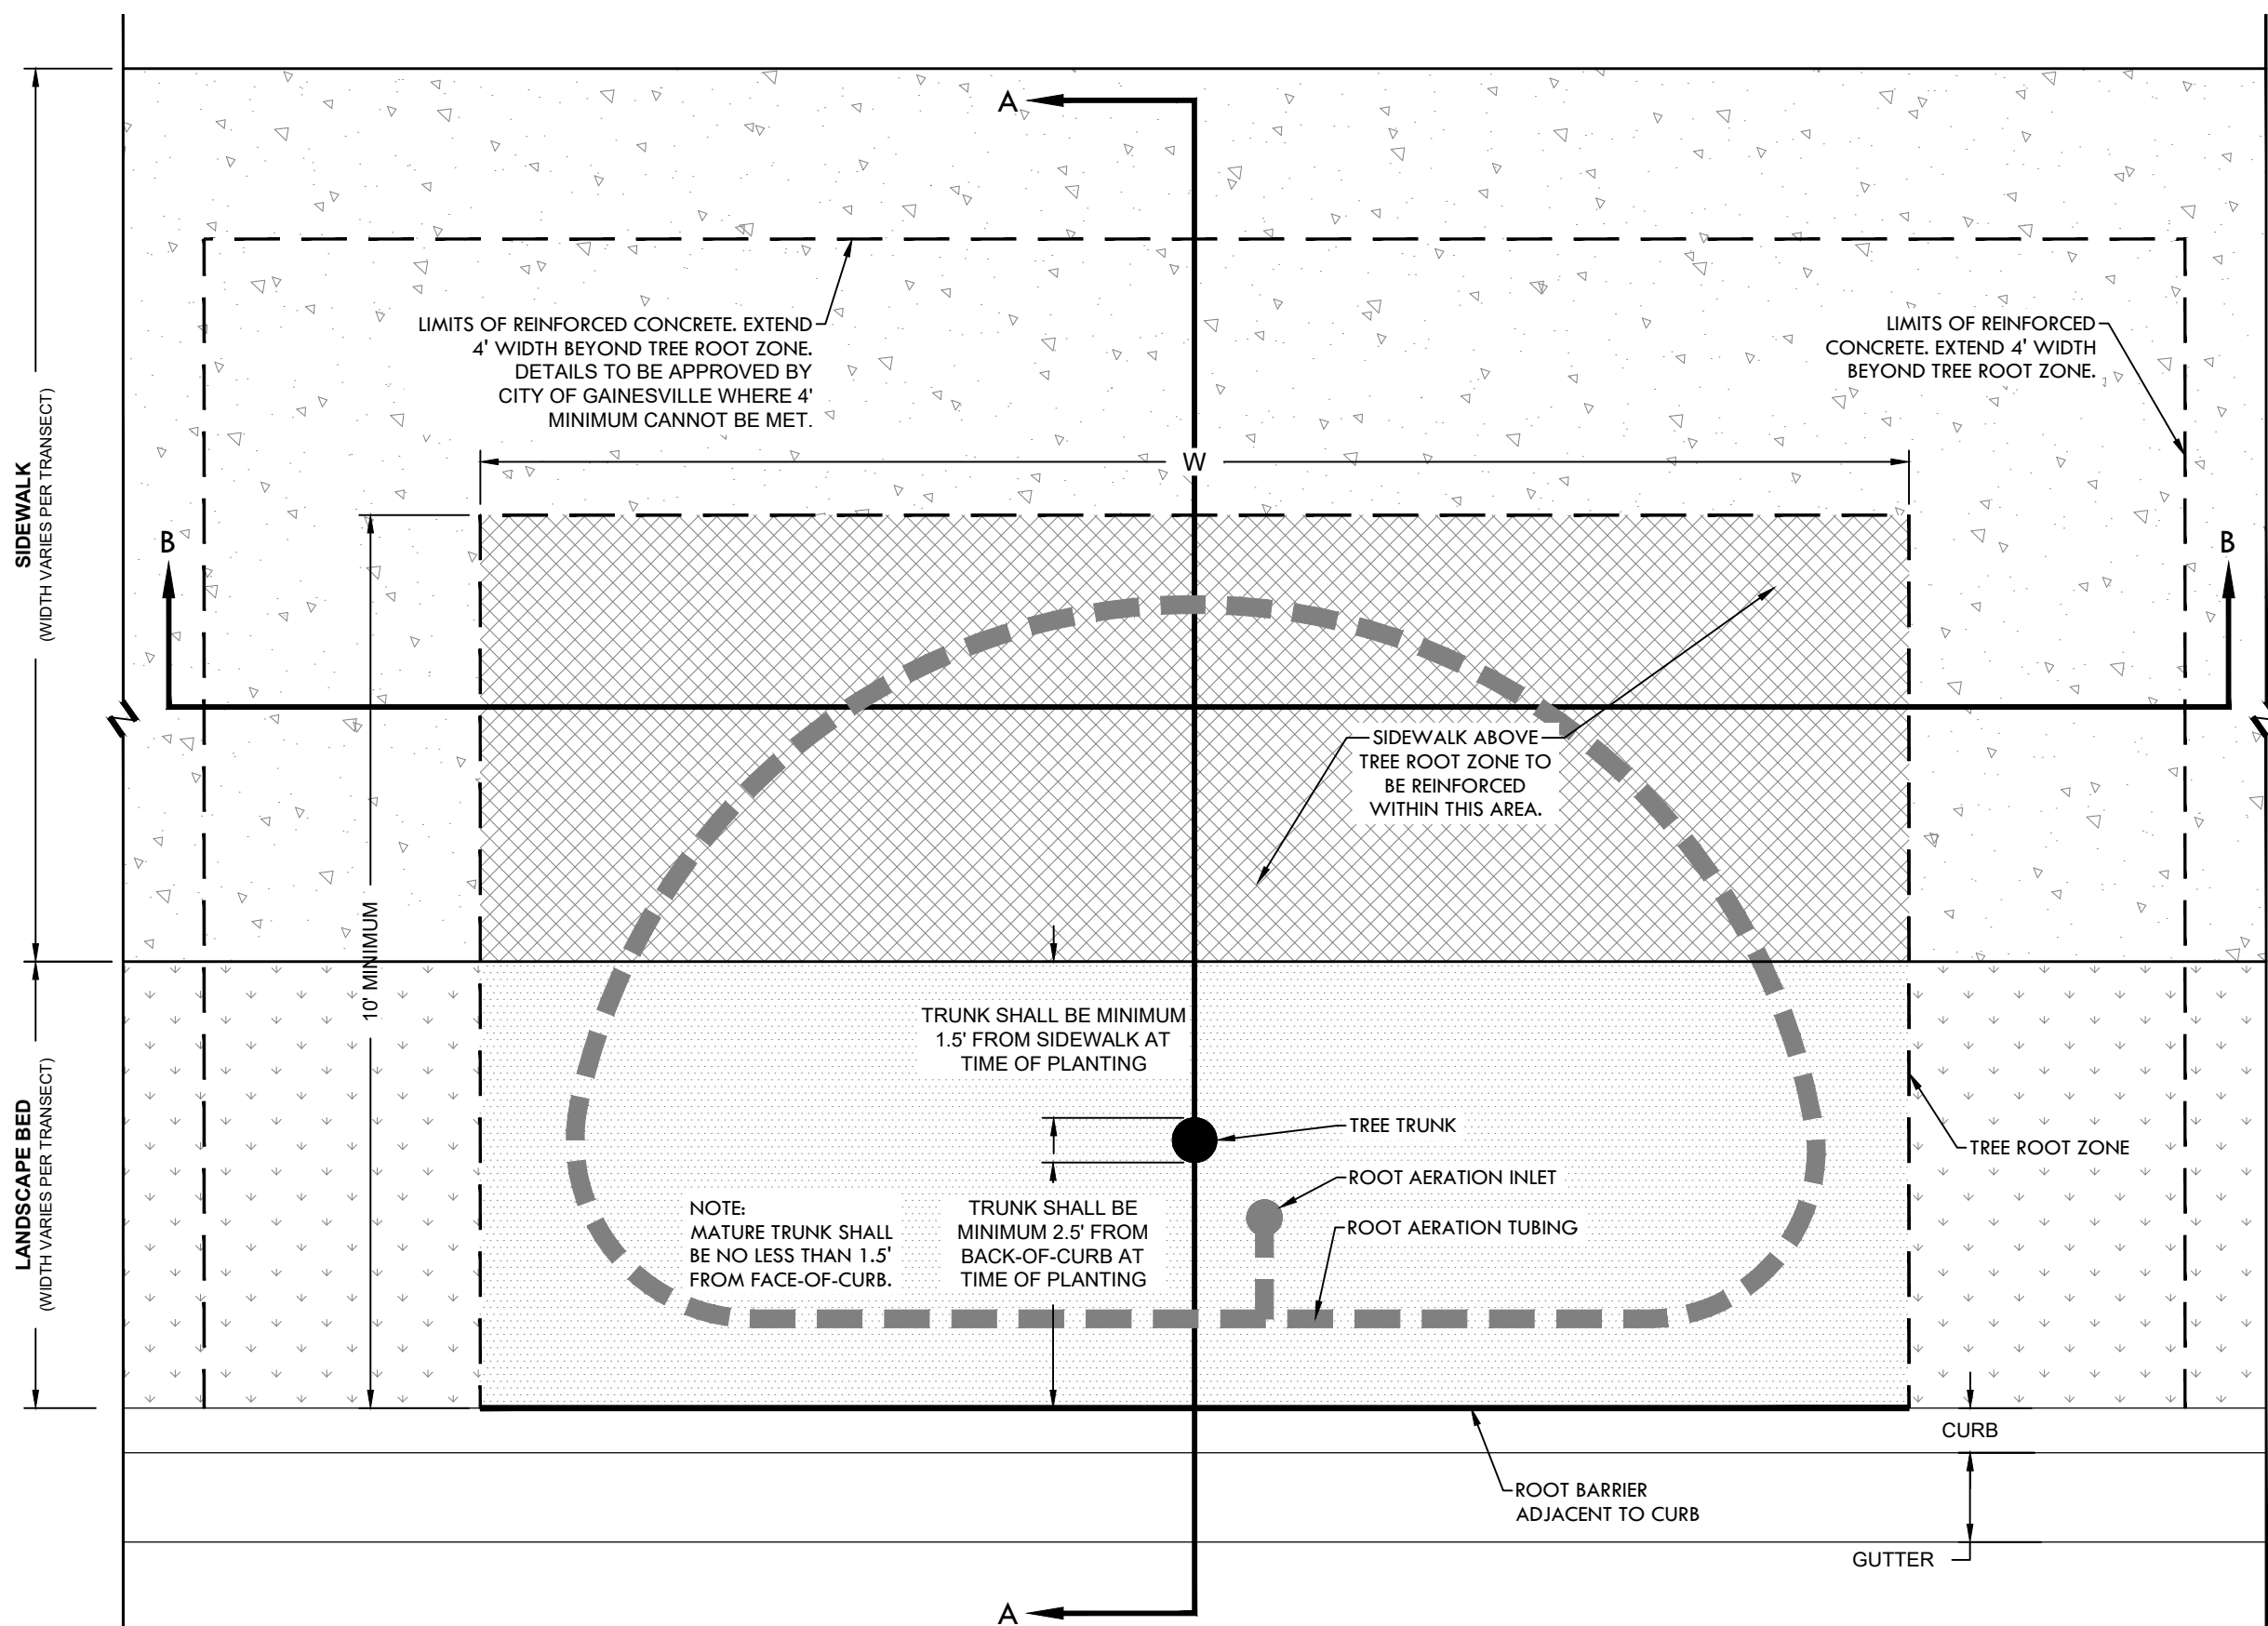 A
LIMITS OF REINFORCED CONCRETE. EXTEND
4' WIDTH BEYOND TREE ROOT ZONE.
DETAILS TO BE APPROVED BY
CITY OF GAINESVILLE WHERE 4'
MINIMUM CANNOT BE MET.
LIMITS OF REINFORCED
CONCRETE. EXTEND 4' WIDTH
BEYOND TREE ROOT ZONE.
SIDEWALK
(WIDTH VARIES PER TRANSECT)
W
B
B
SIDEWALK ABOVE
TREE ROOT ZONE TO
BE REINFORCED
WITHIN THIS AREA.
10' MINIMUM
TRUNK SHALL BE MINIMUM
1.5' FROM SIDEWALK AT
TIME OF PLANTING
LANDSCAPE BED
(WIDTH VARIES PER TRANSECT)
TREE TRUNK
TREE ROOT ZONE
ROOT AERATION INLET
NOTE:
MATURE TRUNK SHALL
BE NO LESS THAN 1.5'
FROM FACE-OF-CURB.
TRUNK SHALL BE
MINIMUM 2.5' FROM
BACK-OF-CURB AT
TIME OF PLANTING
ROOT AERATION TUBING
CURB
ROOT BARRIER
ADJACENT TO CURB
GUTTER
A